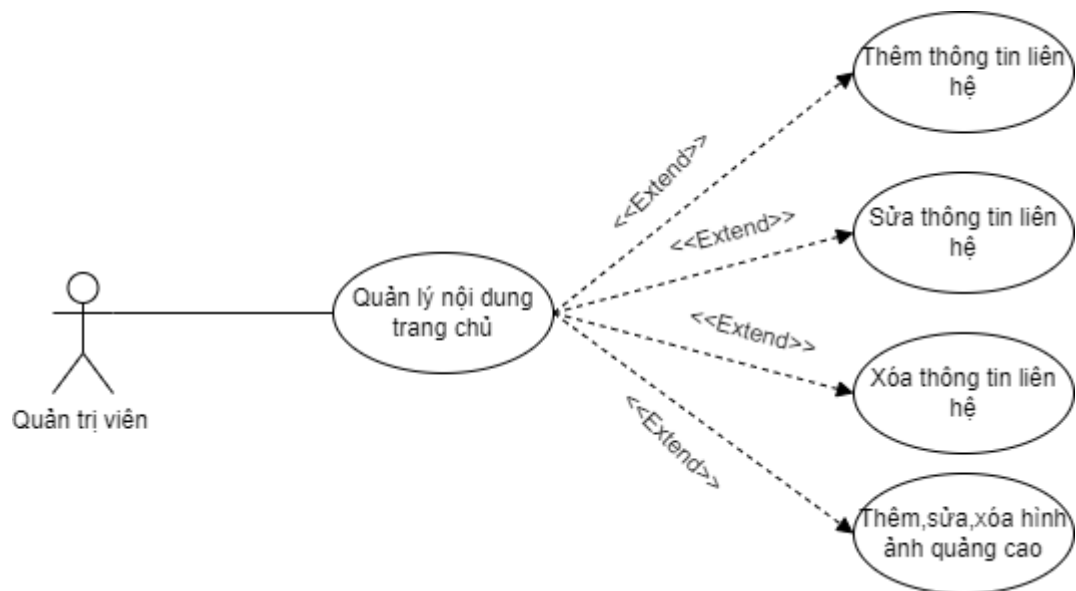 Thêm thông tin liên
hệ
<<Extend>>
<<Extend>>
Sửa thông tin liên
hệ
Quản lý nội dung
trang chủ
<<Extend>>
Xóa thông tin liên
hệ
Quản trị viên
<<Extend>>
Thêm,sửa,xóa hình
ảnh quảng cao